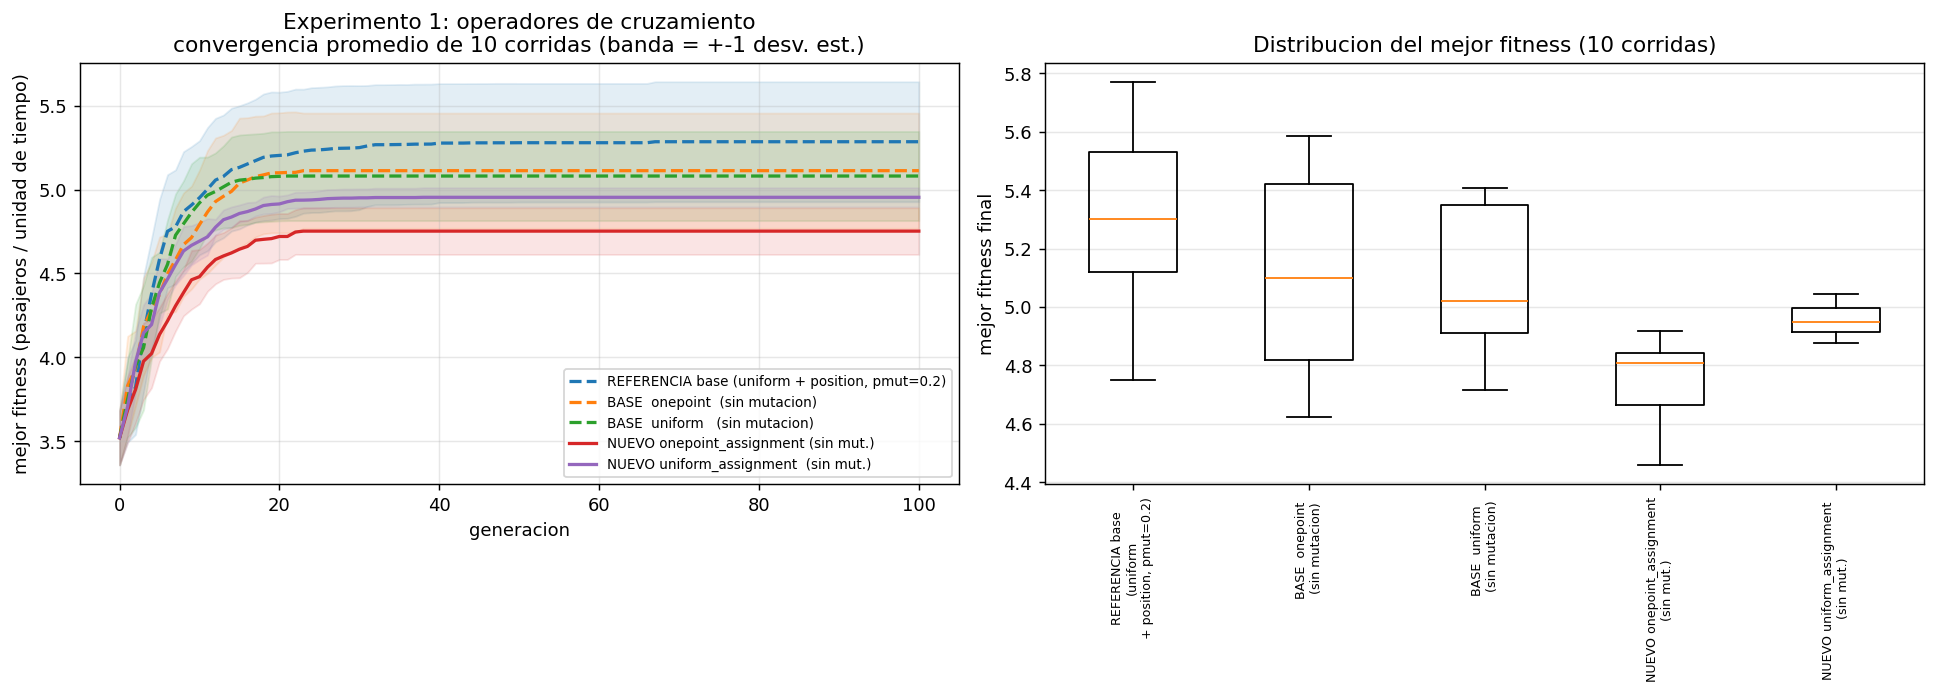 Experimento 1: operadores de cruzamiento
convergencia promedio de 10 corridas (banda = +-1 desv. est.)
mejor fitness (pasajeros / unidad de tiempo)
5.5
5.0
4.5
4.0
3.5
REFERENCIA base (uniform + position, pmut=0.2)
BASE  onepoint  (sin mutacion)
BASE  uniform   (sin mutacion)
NUEVO onepoint_assignment (sin mut.)
NUEVO uniform_assignment  (sin mut.)
0
20
40
60
80
100
generacion
Distribucion del mejor fitness (10 corridas)
mejor fitness final
5.8
5.6
5.4
5.2
5.0
4.8
4.6
4.4
REFERENCIA base
(uniform
+ position, pmut=0.2)
BASE  onepoint
(sin mutacion)
BASE  uniform
(sin mutacion)
NUEVO onepoint_assignment
(sin mut.)
NUEVO uniform_assignment
(sin mut.)